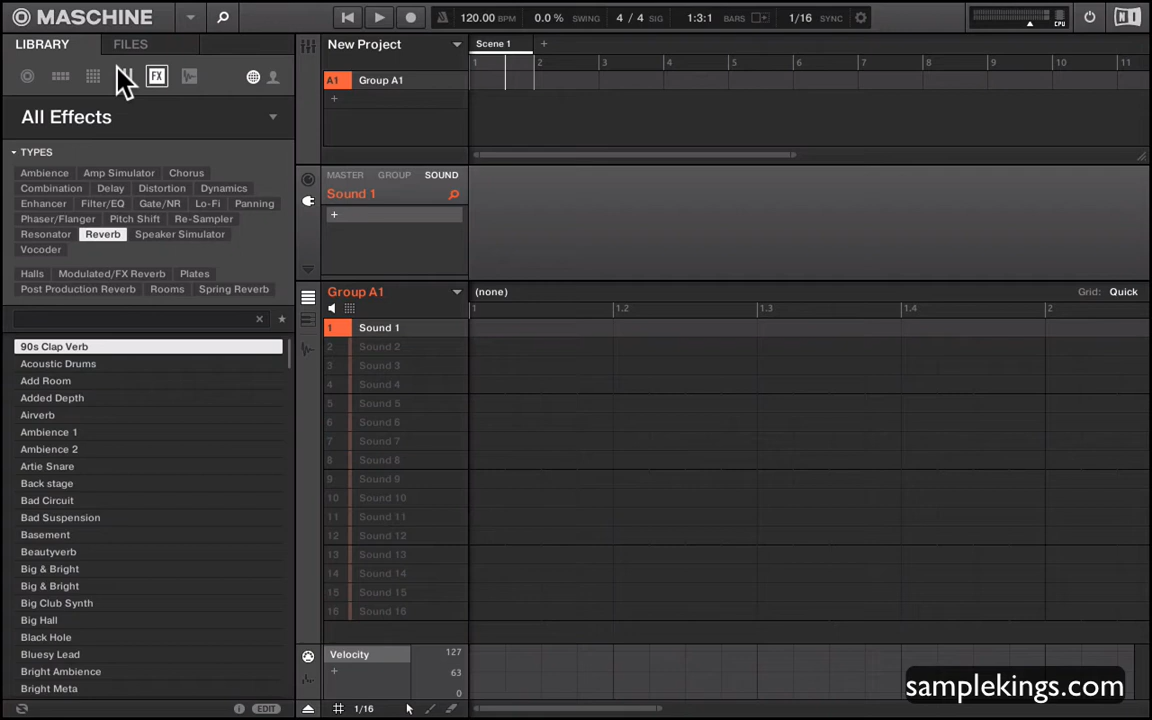 MASCHINE
120.00 BPM 0.0% SWING 4 / 4 SIG 1:3:1 BARS 1/16 SYNC
CPU
LIBRARY FILES
FX
All Effects
TYPES
Ambience Amp Simulator Chorus
Combination Delay Distortion Dynamics
Enhancer Filter/EQ Gate/NR Lo-Fi Panning
Phaser/Flanger Pitch Shift Re-Sampler
Resonator Reverb Speaker Simulator
Vocoder
Halls Modulated/FX Reverb Plates
Post Production Reverb Rooms Spring Reverb
90s Clap Verb
Acoustic Drums
Add Room
Added Depth
Airverb
Ambience 1
Ambience 2
Artie Snare
Back stage
Bad Circuit
Bad Suspension
Basement
Beautyverb
Big & Bright
Big & Bright
Big Club Synth
Big Hall
Black Hole
Bluesy Lead
Bright Ambience
Bright Meta
EDIT
New Project
Scene 1 +
1 2 3 4 5 6 7 8 9 10 11
A1 Group A1
+
MASTER GROUP SOUND
Sound 1
+
Group A1 (none) Grid: Quick
1 1.2 1.3 1.4 2
1 Sound 1
2 Sound 2
3 Sound 3
4 Sound 4
5 Sound 5
6 Sound 6
7 Sound 7
8 Sound 8
9 Sound 9
10 Sound 10
11 Sound 11
12 Sound 12
13 Sound 13
14 Sound 14
15 Sound 15
16 Sound 16
Velocity 127
+ 63
0
1/16
samplekings.com